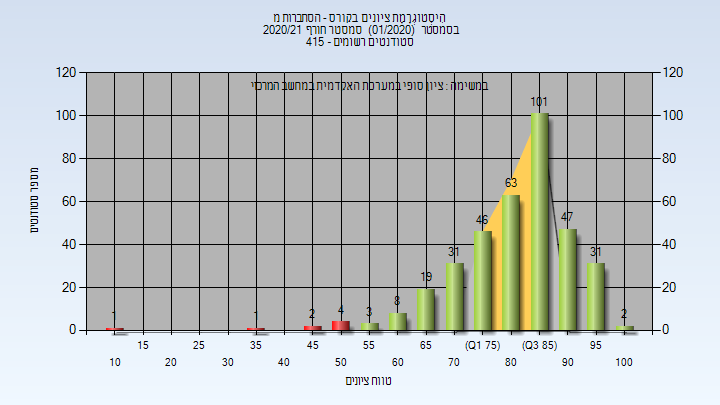 היסטוגרמת ציונים בקורס - הסתברות מ
בסמסטר (01/2020) סמסטר חורף 2020/21
סטודנטים רשומים - 415
במשימה : ציון סופי במערכת האקדמית במחשב המרכזי
120 120
100 100
80 80
60 60
40 40
20 20
0 0
מספר סטודנטים
1 1 2 4 3 8 19 31 46 63 101 47 31 2
15 25 35 45 55 65 (Q1 75) (Q3 85) 95
10 20 30 40 50 60 70 80 90 100
טווח ציונים